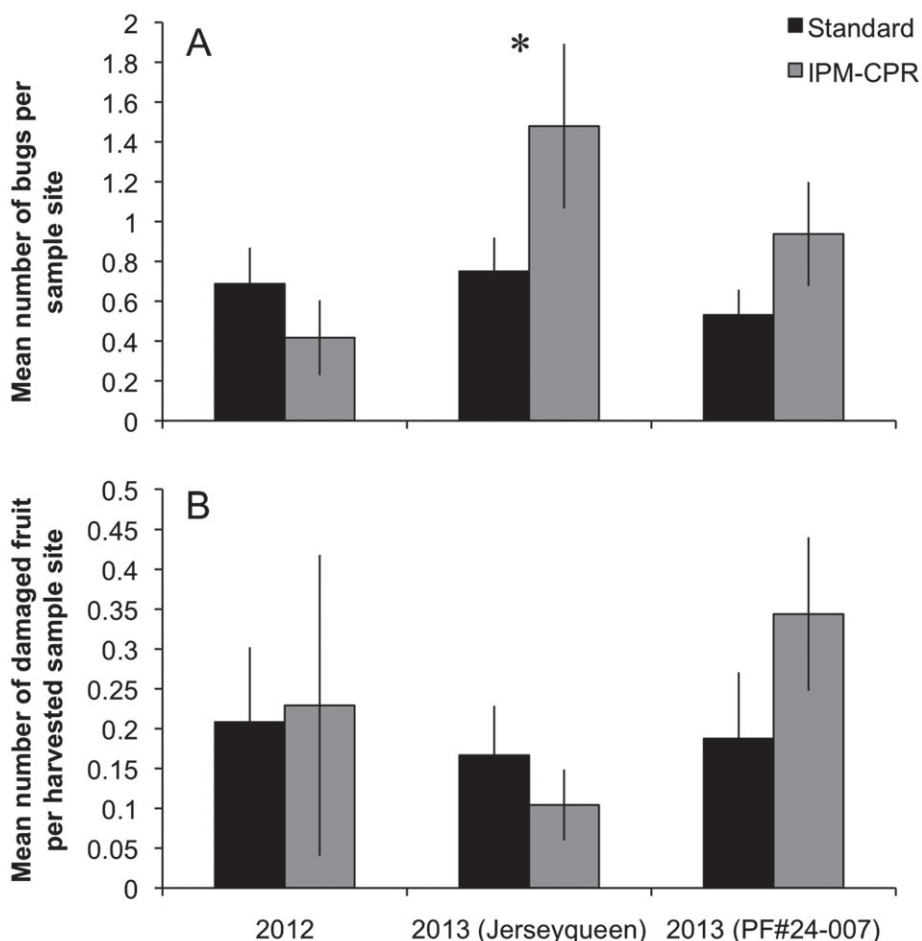 A
*
Standard
IPM-CPR
Mean number of bugs per
sample site
2
1.8
1.6
1.4
1.2
1
0.8
0.6
0.4
0.2
0
B
Mean number of damaged fruit
per harvested sample site
0.5
0.45
0.4
0.35
0.3
0.25
0.2
0.15
0.1
0.05
0
2012
2013 (Jerseyqueen)
2013 (PF#24-007)